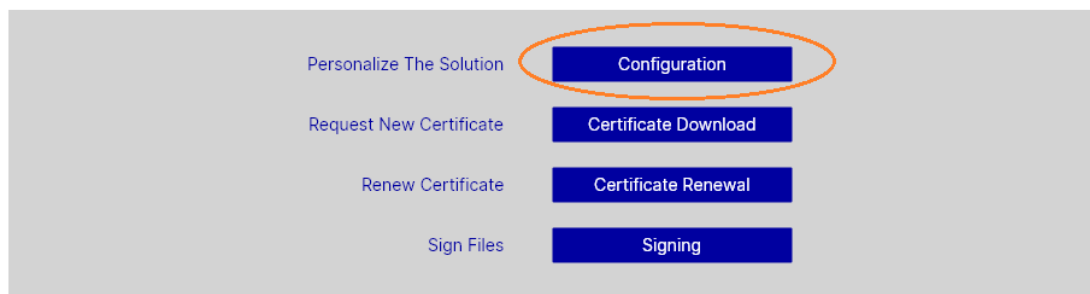 Personalize The Solution Configuration
Request New Certificate Certificate Download
Renew Certificate Certificate Renewal
Sign Files Signing